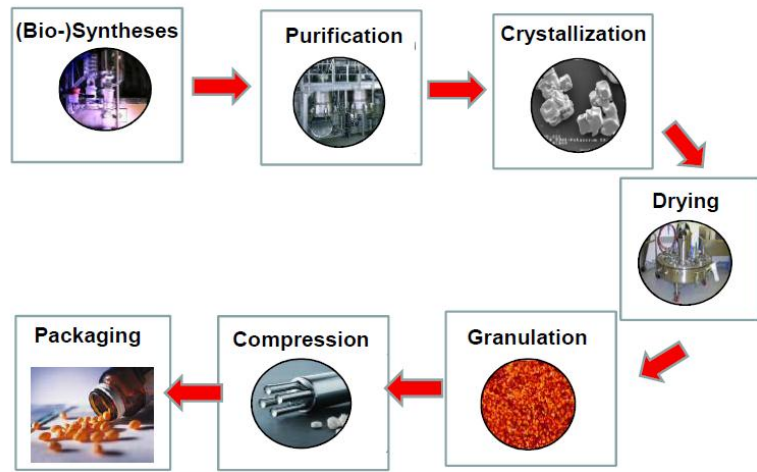 (Bio-)Syntheses
Purification
Crystallization
Drying
Granulation
Compression
Packaging